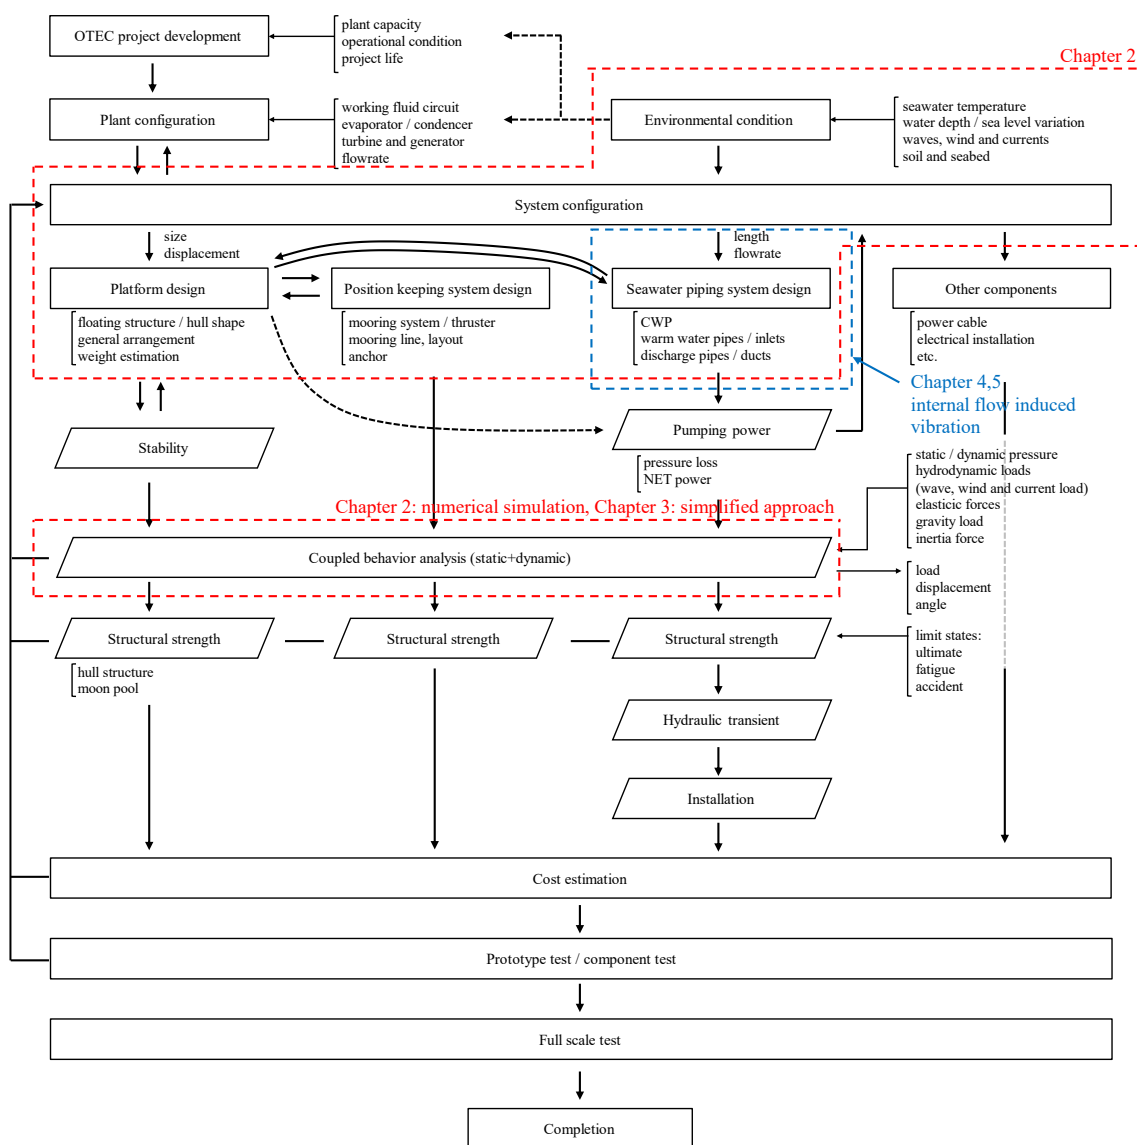 OTEC project development
plant capacity
operational condition
project life
Chapter 2
Plant configuration
working fluid circuit
evaporator / condencer
turbine and generator
flowrate
Environmental condition
seawater temperature
water depth / sea level variation
waves, wind and currents
soil and seabed
System configuration
size
displacement
length
flowrate
Platform design
Position keeping system design
Seawater piping system design
Other components
floating structure / hull shape
general arrangement
weight estimation
mooring system / thruster
mooring line, layout
anchor
CWP
warm water pipes / inlets
discharge pipes / ducts
power cable
electrical installation
etc.
Chapter 4,5
internal flow induced
vibration
Stability
Pumping power
pressure loss
NET power
static / dynamic pressure
hydrodynamic loads
(wave, wind and current load)
elasticic forces
gravity load
inertia force
Chapter 2: numerical simulation, Chapter 3: simplified approach
Coupled behavior analysis (static+dynamic)
load
displacement
angle
Structural strength
Structural strength
Structural strength
limit states:
ultimate
fatigue
accident
hull structure
moon pool
Hydraulic transient
Installation
Cost estimation
Prototype test / component test
Full scale test
Completion